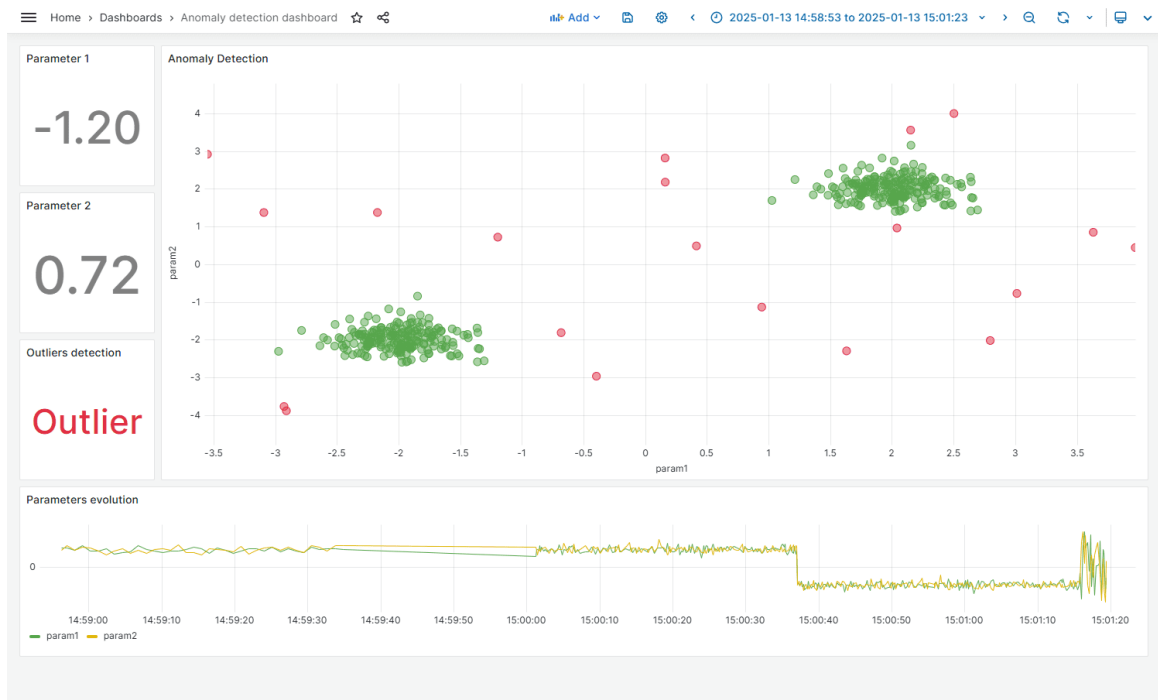 Home › Dashboards › Anomaly detection dashboard
Add
2025-01-13 14:58:53 to 2025-01-13 15:01:23
Parameter 1
-1.20
Parameter 2
0.72
Outliers detection
Outlier
Anomaly Detection
param2
4
3
2
1
0
-1
-2
-3
-4
-3.5 -3 -2.5 -2 -1.5 -1 -0.5 0 0.5 1 1.5 2 2.5 3 3.5
param1
Parameters evolution
0
14:59:00 14:59:10 14:59:20 14:59:30 14:59:40 14:59:50 15:00:00 15:00:10 15:00:20 15:00:30 15:00:40 15:00:50 15:01:00 15:01:10 15:01:20
param1 param2